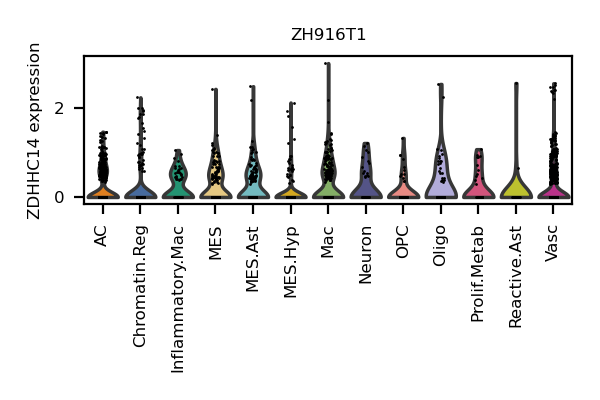 ZH916T1
ZDHHC14 expression
2
0
AC
Chromatin.Reg
Inflammatory.Mac
MES
MES.Ast
MES.Hyp
Mac
Neuron
OPC
Oligo
Prolif.Metab
Reactive.Ast
Vasc